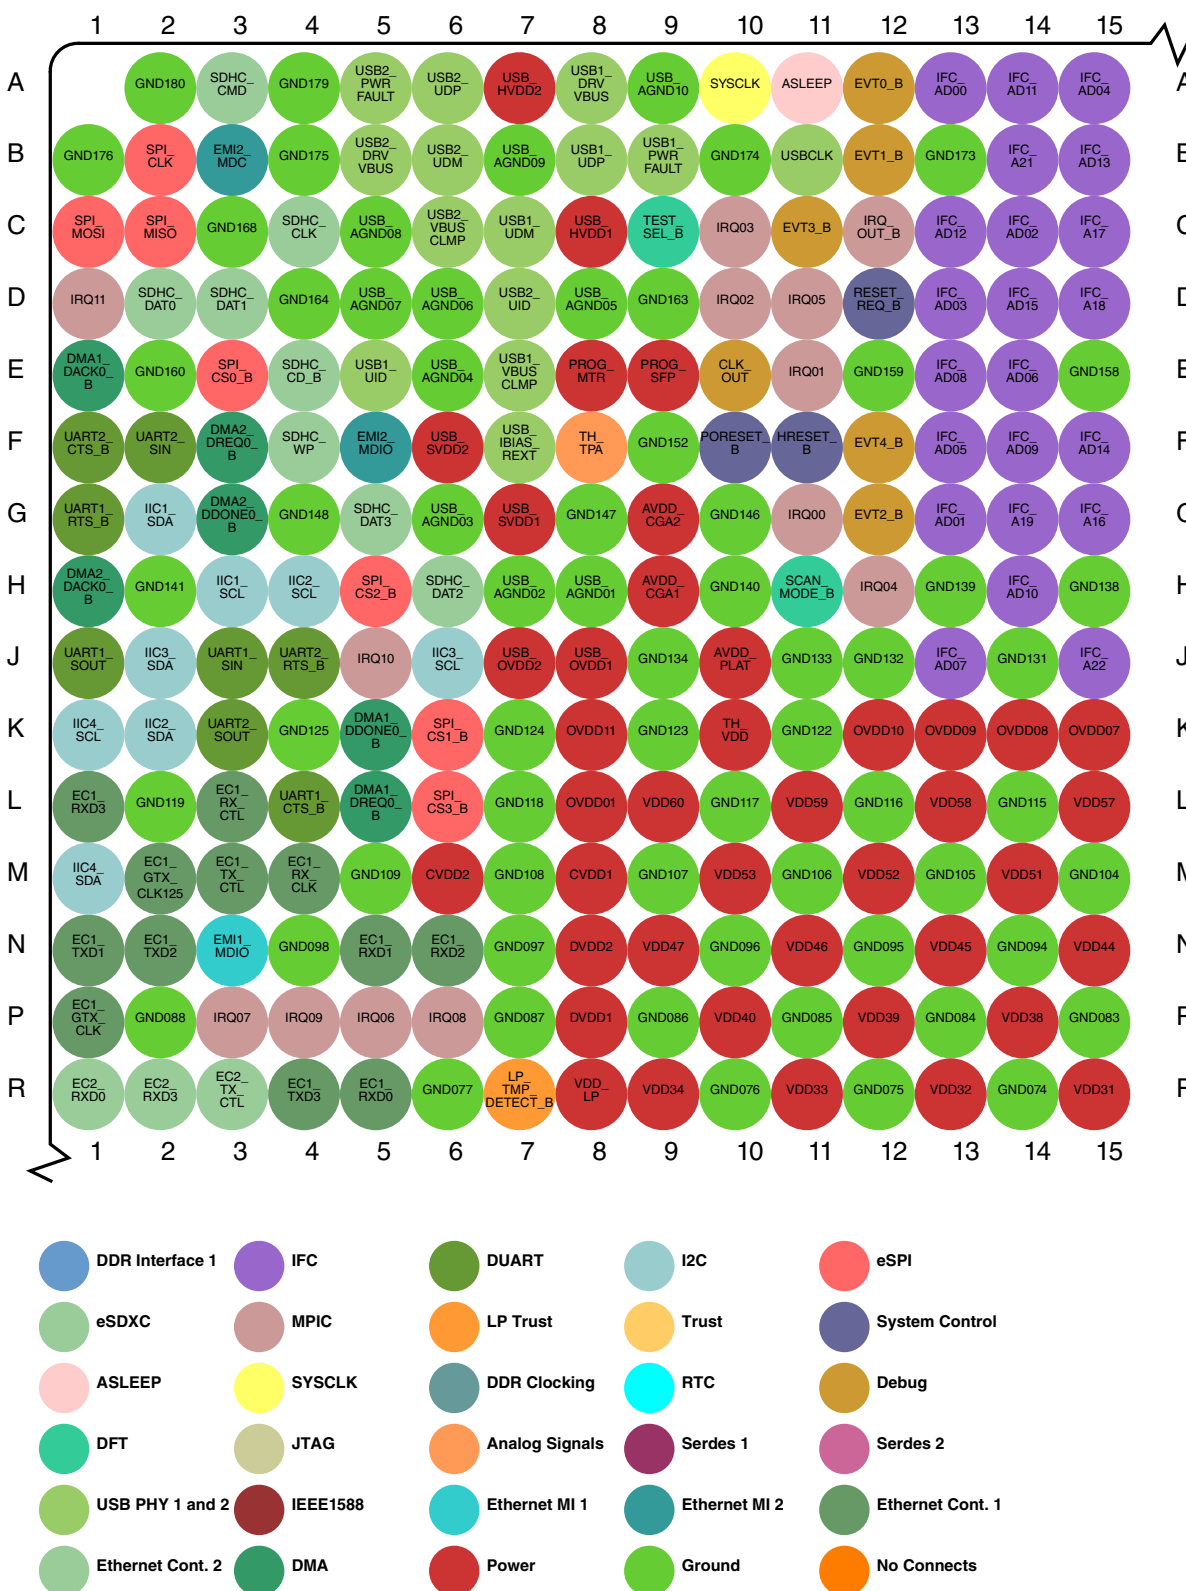 1 2 3 4 5 6 7 8 9 10 11 12 13 14 15
A GND180 SDHC_CMD GND179 USB2_PWRFAULT USB2_UDP USB_HVDD2 USB1_DRVVBUS USB_AGND10 SYSCLK ASLEEP EVT0_B IFC_AD00 IFC_AD11 IFC_AD04
B GND176 SPI_CLK EMI2_MDC GND175 USB2_DRVVBUS USB2_UDM USB_AGND09 USB1_UDP USB1_PWRFAULT GND174 USBCLK EVT1_B GND173 IFC_A21 IFC_AD13
C SPI_MOSI SPI_MISO GND168 SDHC_CLK USB_AGND08 USB2_VBUSCLMP USB1_UDM USB_HVDD1 TEST_SEL_B IRQ03 EVT3_B IRQ_OUT_B IFC_AD12 IFC_AD02 IFC_A17
D IRQ11 SDHC_DAT0 SDHC_DAT1 GND164 USB_AGND07 USB_AGND06 USB2_UID USB_AGND05 GND163 IRQ02 IRQ05 RESET_REQ_B IFC_AD03 IFC_AD15 IFC_A18
E DMA1_DACK0_B GND160 SPI_CS0_B SDHC_CD_B USB1_UID USB_AGND04 USB1_VBUSCLMP PROG_MTR PROG_SFP CLK_OUT IRQ01 GND159 IFC_AD08 IFC_AD06 GND158
F UART2_CTS_B UART2_SIN DMA2_DREQ0_B SDHC_WP EMI2_MDIO USB_SVDD2 USB_IBIAS_REXT TH_TPA GND152 PORESET_B HRESET_B EVT4_B IFC_AD05 IFC_AD09 IFC_AD14
G UART1_RTS_B IIC1_SDA DMA2_DDONE0_B GND148 SDHC_DAT3 USB_AGND03 USB_SVDD1 GND147 AVDD_CGA2 GND146 IRQ00 EVT2_B IFC_AD01 IFC_A19 IFC_A16
H DMA2_DACK0_B GND141 IIC1_SCL IIC2_SCL SPI_CS2_B SDHC_DAT2 USB_AGND02 USB_AGND01 AVDD_CGA1 GND140 SCAN_MODE_B IRQ04 GND139 IFC_AD10 GND138
J UART1_SOUT IIC3_SDA UART1_SIN UART2_RTS_B IRQ10 IIC3_SCL USB_OVDD2 USB_OVDD1 GND134 AVDD_PLAT GND133 GND132 IFC_AD07 GND131 IFC_A22
K IIC4_SCL IIC2_SDA UART2_SOUT GND125 DMA1_DDONE0_B SPI_CS1_B GND124 OVDD11 GND123 TH_VDD GND122 OVDD10 OVDD09 OVDD08 OVDD07
L EC1_RXD3 GND119 EC1_RX_CTL UART1_CTS_B DMA1_DREQ0_B SPI_CS3_B GND118 OVDD01 VDD60 GND117 VDD59 GND116 VDD58 GND115 VDD57
M IIC4_SDA EC1_GTX_CLK125 EC1_TX_CTL EC1_RX_CLK GND109 CVDD2 GND108 CVDD1 GND107 VDD53 GND106 VDD52 GND105 VDD51 GND104
N EC1_TXD1 EC1_TXD2 EMI1_MDIO GND098 EC1_RXD1 EC1_RXD2 GND097 DVDD2 VDD47 GND096 VDD46 GND095 VDD45 GND094 VDD44
P EC1_GTX_CLK GND088 IRQ07 IRQ09 IRQ06 IRQ08 GND087 DVDD1 GND086 VDD40 GND085 VDD39 GND084 VDD38 GND083
R EC2_RXD0 EC2_RXD3 EC2_TX_CTL EC1_TXD3 EC1_RXD0 GND077 LP_TMP_DETECT_B VDD_LP VDD34 GND076 VDD33 GND075 VDD32 GND074 VDD31
1 2 3 4 5 6 7 8 9 10 11 12 13 14 15
DDR Interface 1 IFC DUART I2C eSPI
eSDXC MPIC LP Trust Trust System Control
ASLEEP SYSCLK DDR Clocking RTC Debug
DFT JTAG Analog Signals Serdes 1 Serdes 2
USB PHY 1 and 2 IEEE1588 Ethernet MI 1 Ethernet MI 2 Ethernet Cont. 1
Ethernet Cont. 2 DMA Power Ground No Connects